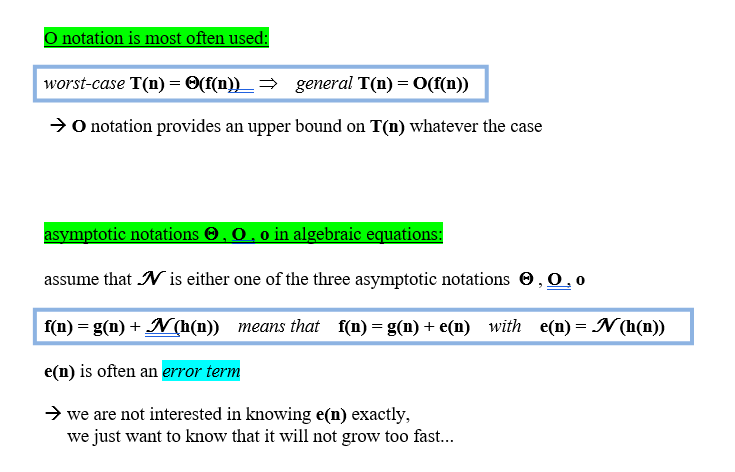 O notation is most often used:
worst-case T(n) = Θ(f(n)) ⇒ general T(n) = O(f(n))
→ O notation provides an upper bound on T(n) whatever the case
asymptotic notations Θ , O , o in algebraic equations:
assume that 𝒩 is either one of the three asymptotic notations Θ , O , o
f(n) = g(n) + 𝒩(h(n)) means that f(n) = g(n) + e(n) with e(n) = 𝒩(h(n))
e(n) is often an error term
→ we are not interested in knowing e(n) exactly,
we just want to know that it will not grow too fast...